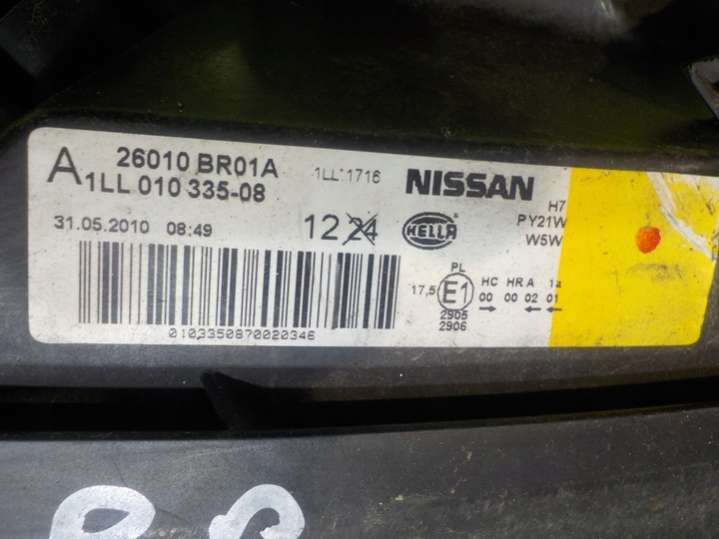 26010 BR01A
A 1LL 010 335-08
1LL 1716
NISSAN
H7
PY21W
W5W
31.05.2010 08:49
12 24
HELLA
PL
17,5 E1
HC HR A 1a
00 00 02 01
2905
2906
0103350870020346